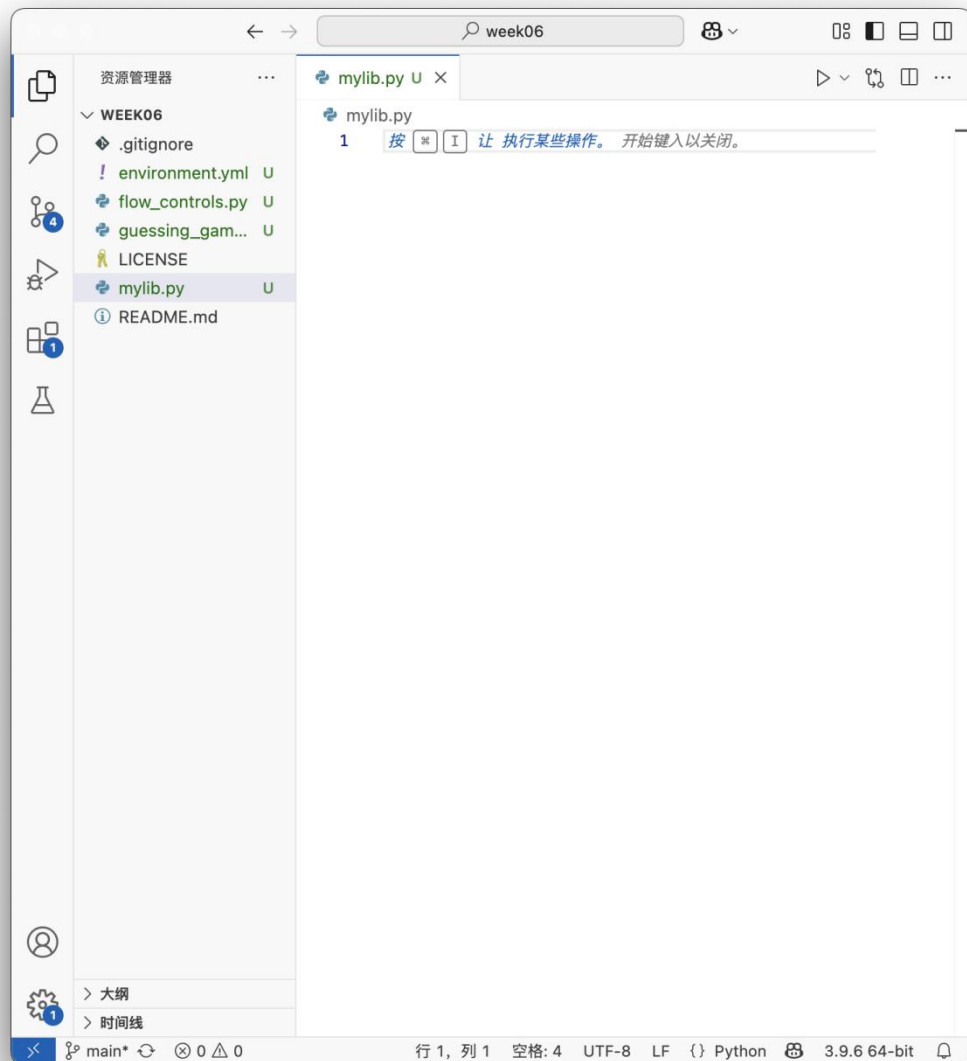 week06
资源管理器 ···
mylib.py U
WEEK06
.gitignore
! environment.yml U
flow_controls.py U
guessing_gam... U
LICENSE
mylib.py U
README.md
mylib.py
1 按 ⌘ I 让 执行某些操作。 开始键入以关闭。
4
1
大纲
1
时间线
main* 0 0 行 1, 列 1 空格: 4 UTF-8 LF {} Python 3.9.6 64-bit